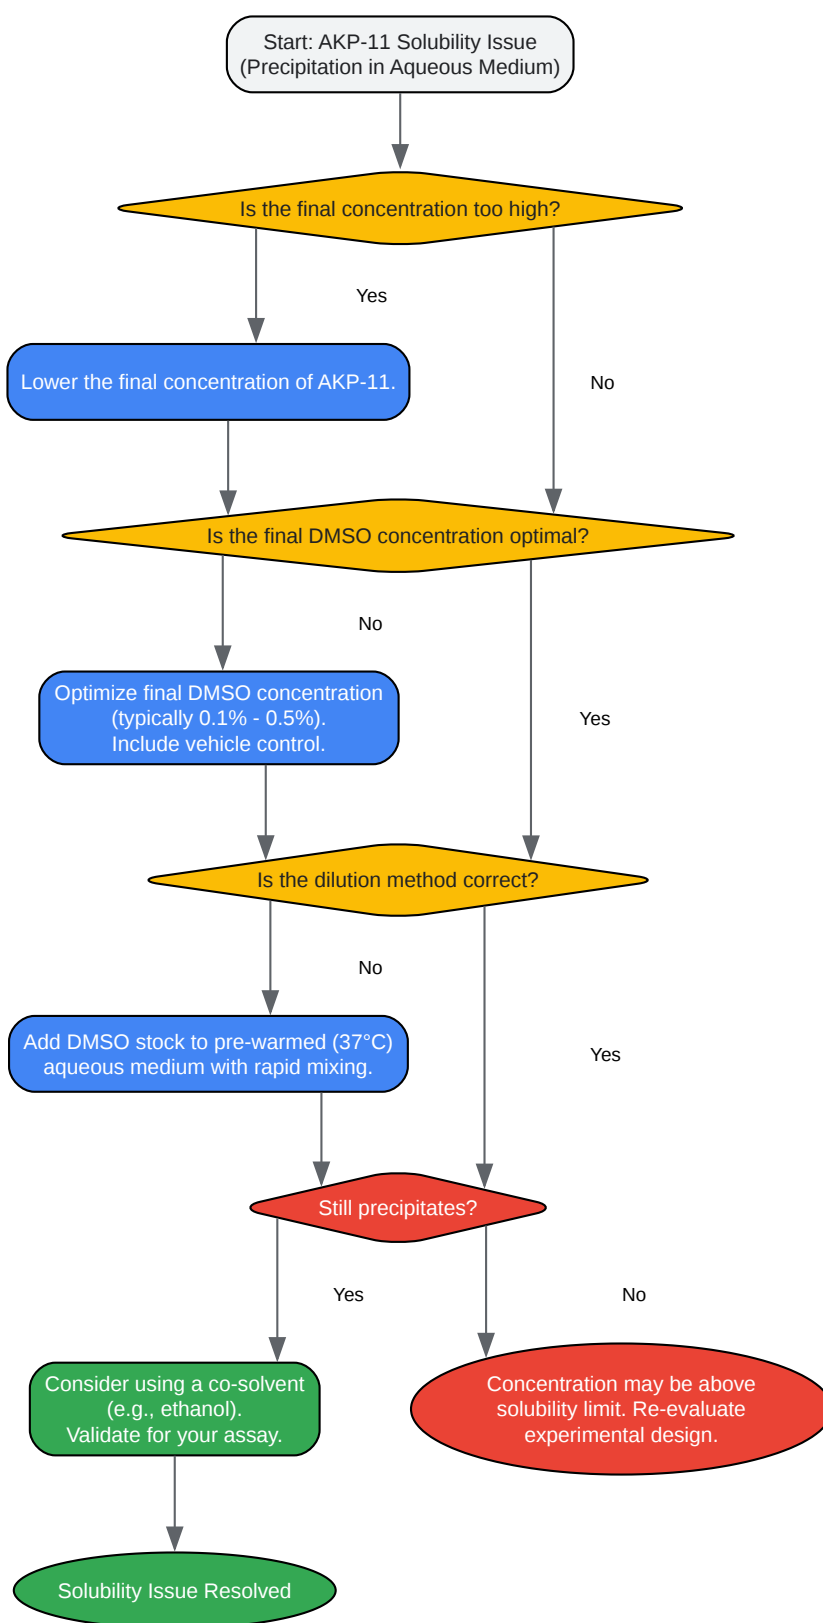 Start: AKP-11 Solubility Issue
(Precipitation in Aqueous Medium)
Is the final concentration too high?
Yes
Lower the final concentration of AKP-11.
No
Is the final DMSO concentration optimal?
No
Optimize final DMSO concentration
(typically 0.1% - 0.5%).
Include vehicle control.
Yes
Is the dilution method correct?
No
Add DMSO stock to pre-warmed (37°C)
aqueous medium with rapid mixing.
Yes
Still precipitates?
Yes
No
Consider using a co-solvent
(e.g., ethanol).
Validate for your assay.
Concentration may be above
solubility limit. Re-evaluate
experimental design.
Solubility Issue Resolved